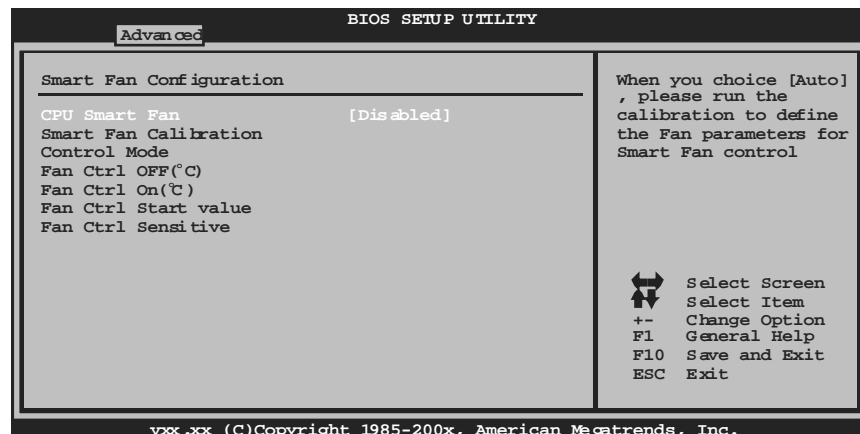 BIOS SETUP UTILITY
Advanced
Smart Fan Configuration
CPU Smart Fan [Disabled]
Smart Fan Calibration
Control Mode
Fan Ctrl OFF(°C)
Fan Ctrl On(°C)
Fan Ctrl Start value
Fan Ctrl Sensitive
When you choice [Auto]
, please run the
calibration to define
the Fan parameters for
Smart Fan control
Select Screen
Select Item
+- Change Option
F1 General Help
F10 Save and Exit
ESC Exit
vxx.xx (C)Copyright 1985-200x, American Megatrends, Inc.